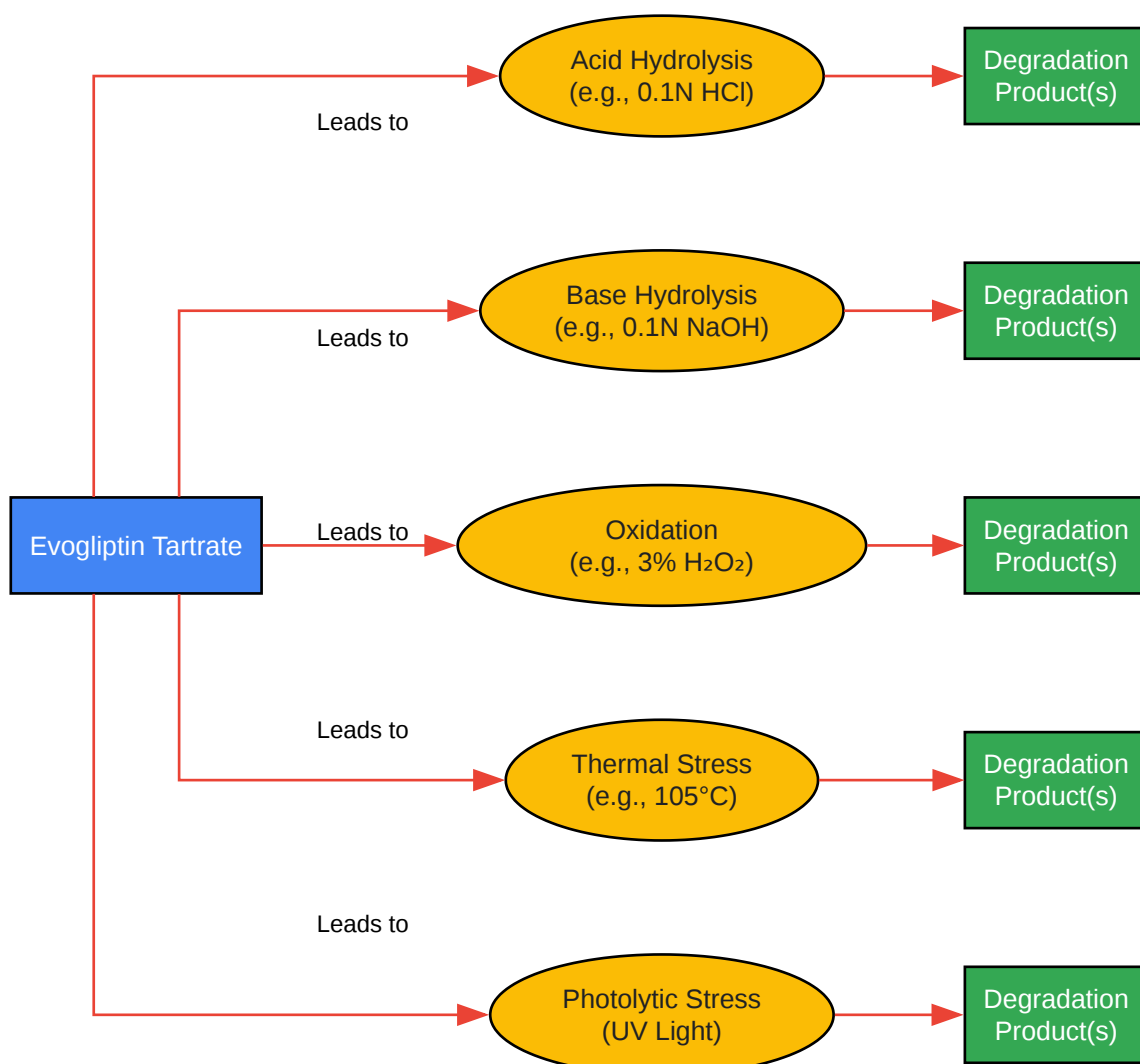 Acid Hydrolysis
(e.g., 0.1N HCl)
Degradation
Product(s)
Leads to
Base Hydrolysis
(e.g., 0.1N NaOH)
Degradation
Product(s)
Leads to
Evogliptin Tartrate
Leads to
Oxidation
(e.g., 3% H₂O₂)
Degradation
Product(s)
Leads to
Thermal Stress
(e.g., 105°C)
Degradation
Product(s)
Leads to
Photolytic Stress
(UV Light)
Degradation
Product(s)